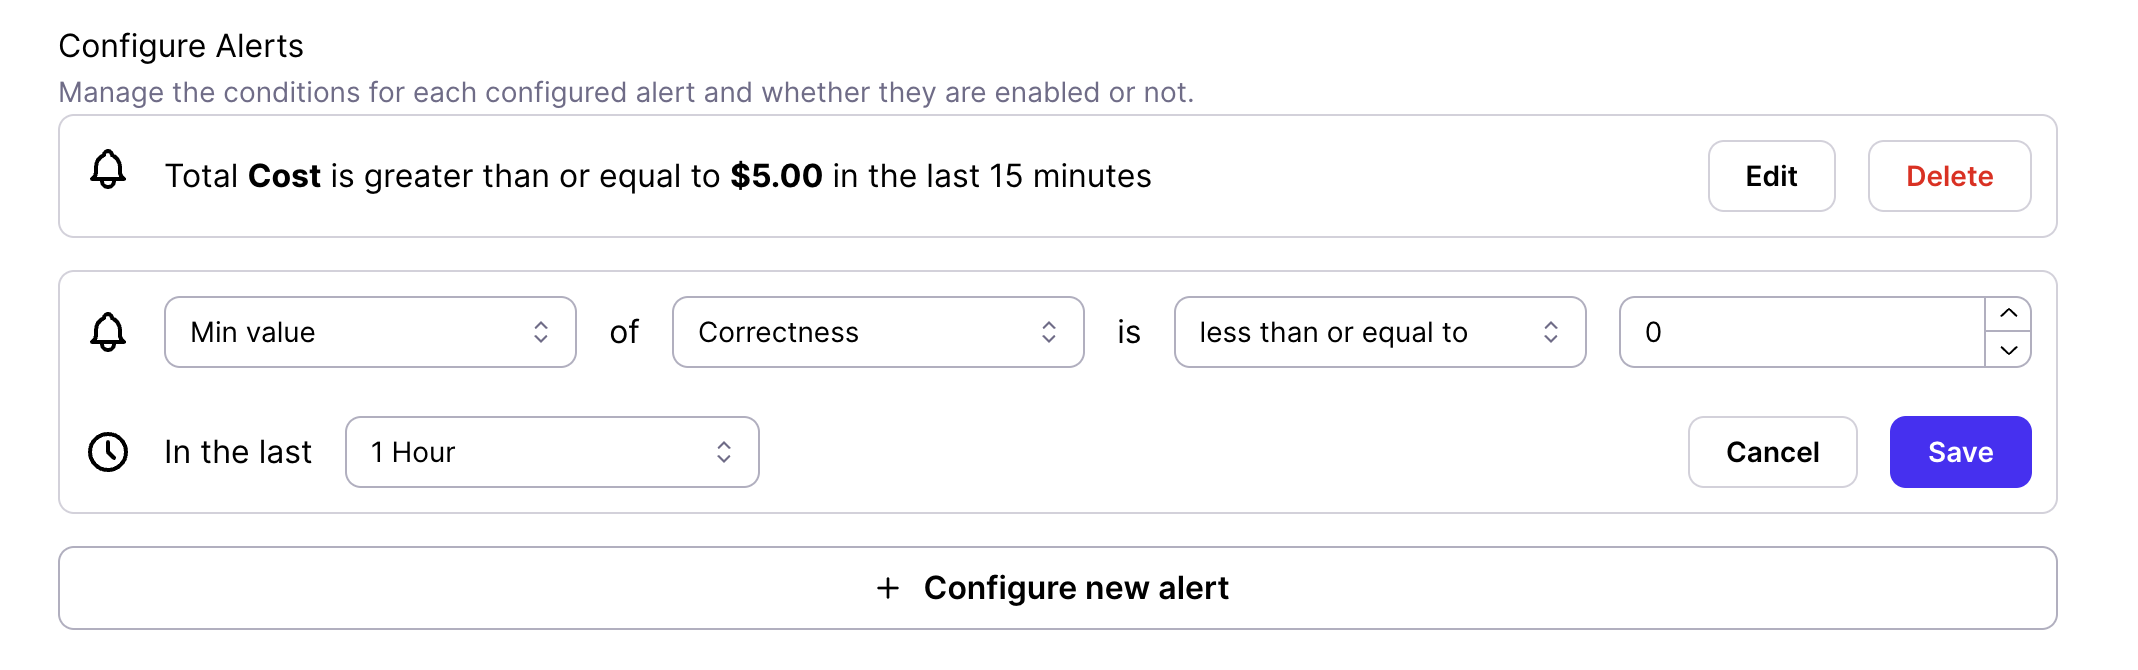 Configure Alerts
Manage the conditions for each configured alert and whether they are enabled or not.
Total Cost is greater than or equal to $5.00 in the last 15 minutes Edit Delete
Min value of Correctness is less than or equal to 0
In the last 1 Hour Cancel Save
+ Configure new alert